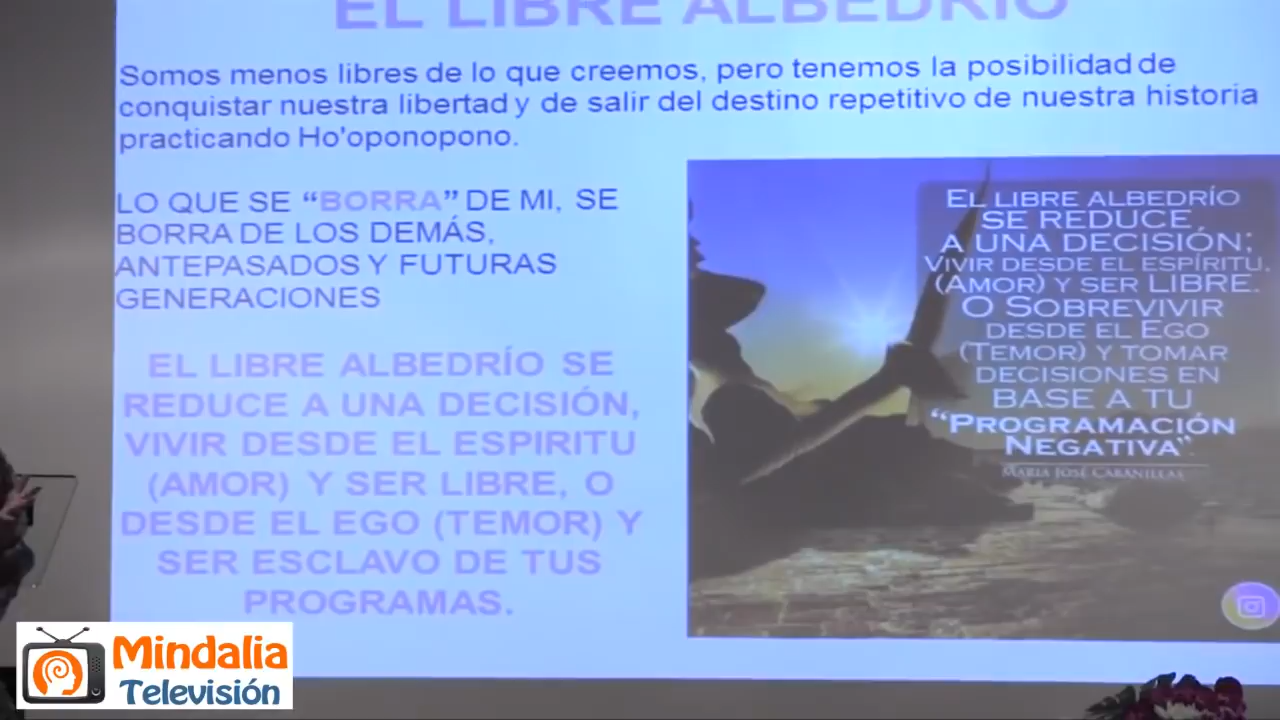 EL LIBRE ALBEDRÍO
Somos menos libres de lo que creemos, pero tenemos la posibilidad de
conquistar nuestra libertad y de salir del destino repetitivo de nuestra historia
practicando Ho'oponopono.
LO QUE SE “BORRA” DE MI, SE
BORRA DE LOS DEMÁS,
ANTEPASADOS Y FUTURAS
GENERACIONES
EL LIBRE ALBEDRÍO SE
REDUCE A UNA DECISIÓN,
VIVIR DESDE EL ESPIRITU
(AMOR) Y SER LIBRE, O
DESDE EL EGO (TEMOR) Y
SER ESCLAVO DE TUS
PROGRAMAS.
EL LIBRE ALBEDRÍO
SE REDUCE
A UNA DECISIÓN;
VIVIR DESDE EL ESPÍRITU.
(AMOR) Y SER LIBRE.
O SOBREVIVIR
DESDE EL EGO
(TEMOR) Y TOMAR
DECISIONES EN
BASE A TU
“PROGRAMACIÓN
NEGATIVA”.
MARIA JOSÉ CABANILLAS
Mindalia
Televisión